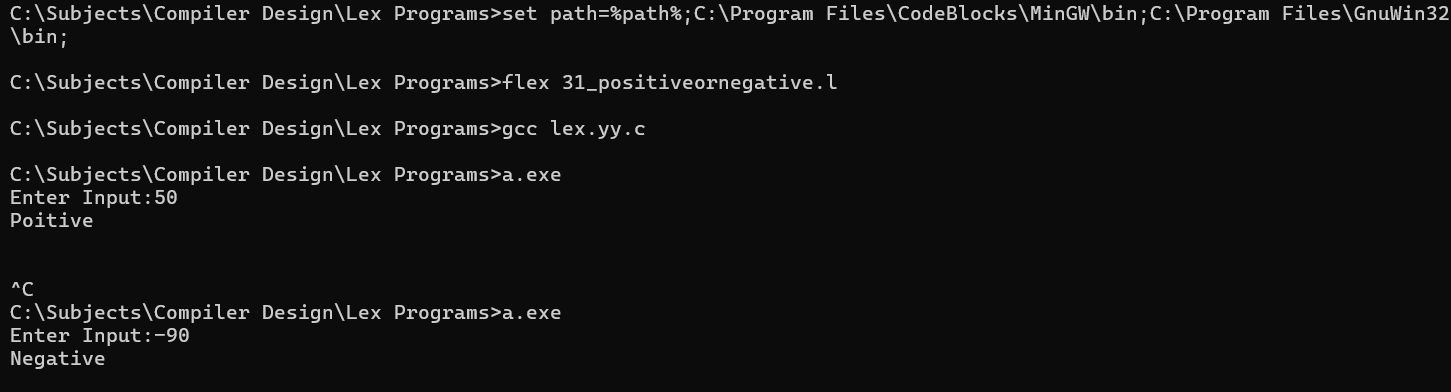 C:\Subjects\Compiler Design\Lex Programs>set path=%path%;C:\Program Files\CodeBlocks\MinGW\bin;C:\Program Files\GnuWin32
\bin;
C:\Subjects\Compiler Design\Lex Programs>flex 31_positiveornegative.l
C:\Subjects\Compiler Design\Lex Programs>gcc lex.yy.c
C:\Subjects\Compiler Design\Lex Programs>a.exe
Enter Input:50
Poitive
^C
C:\Subjects\Compiler Design\Lex Programs>a.exe
Enter Input:-90
Negative